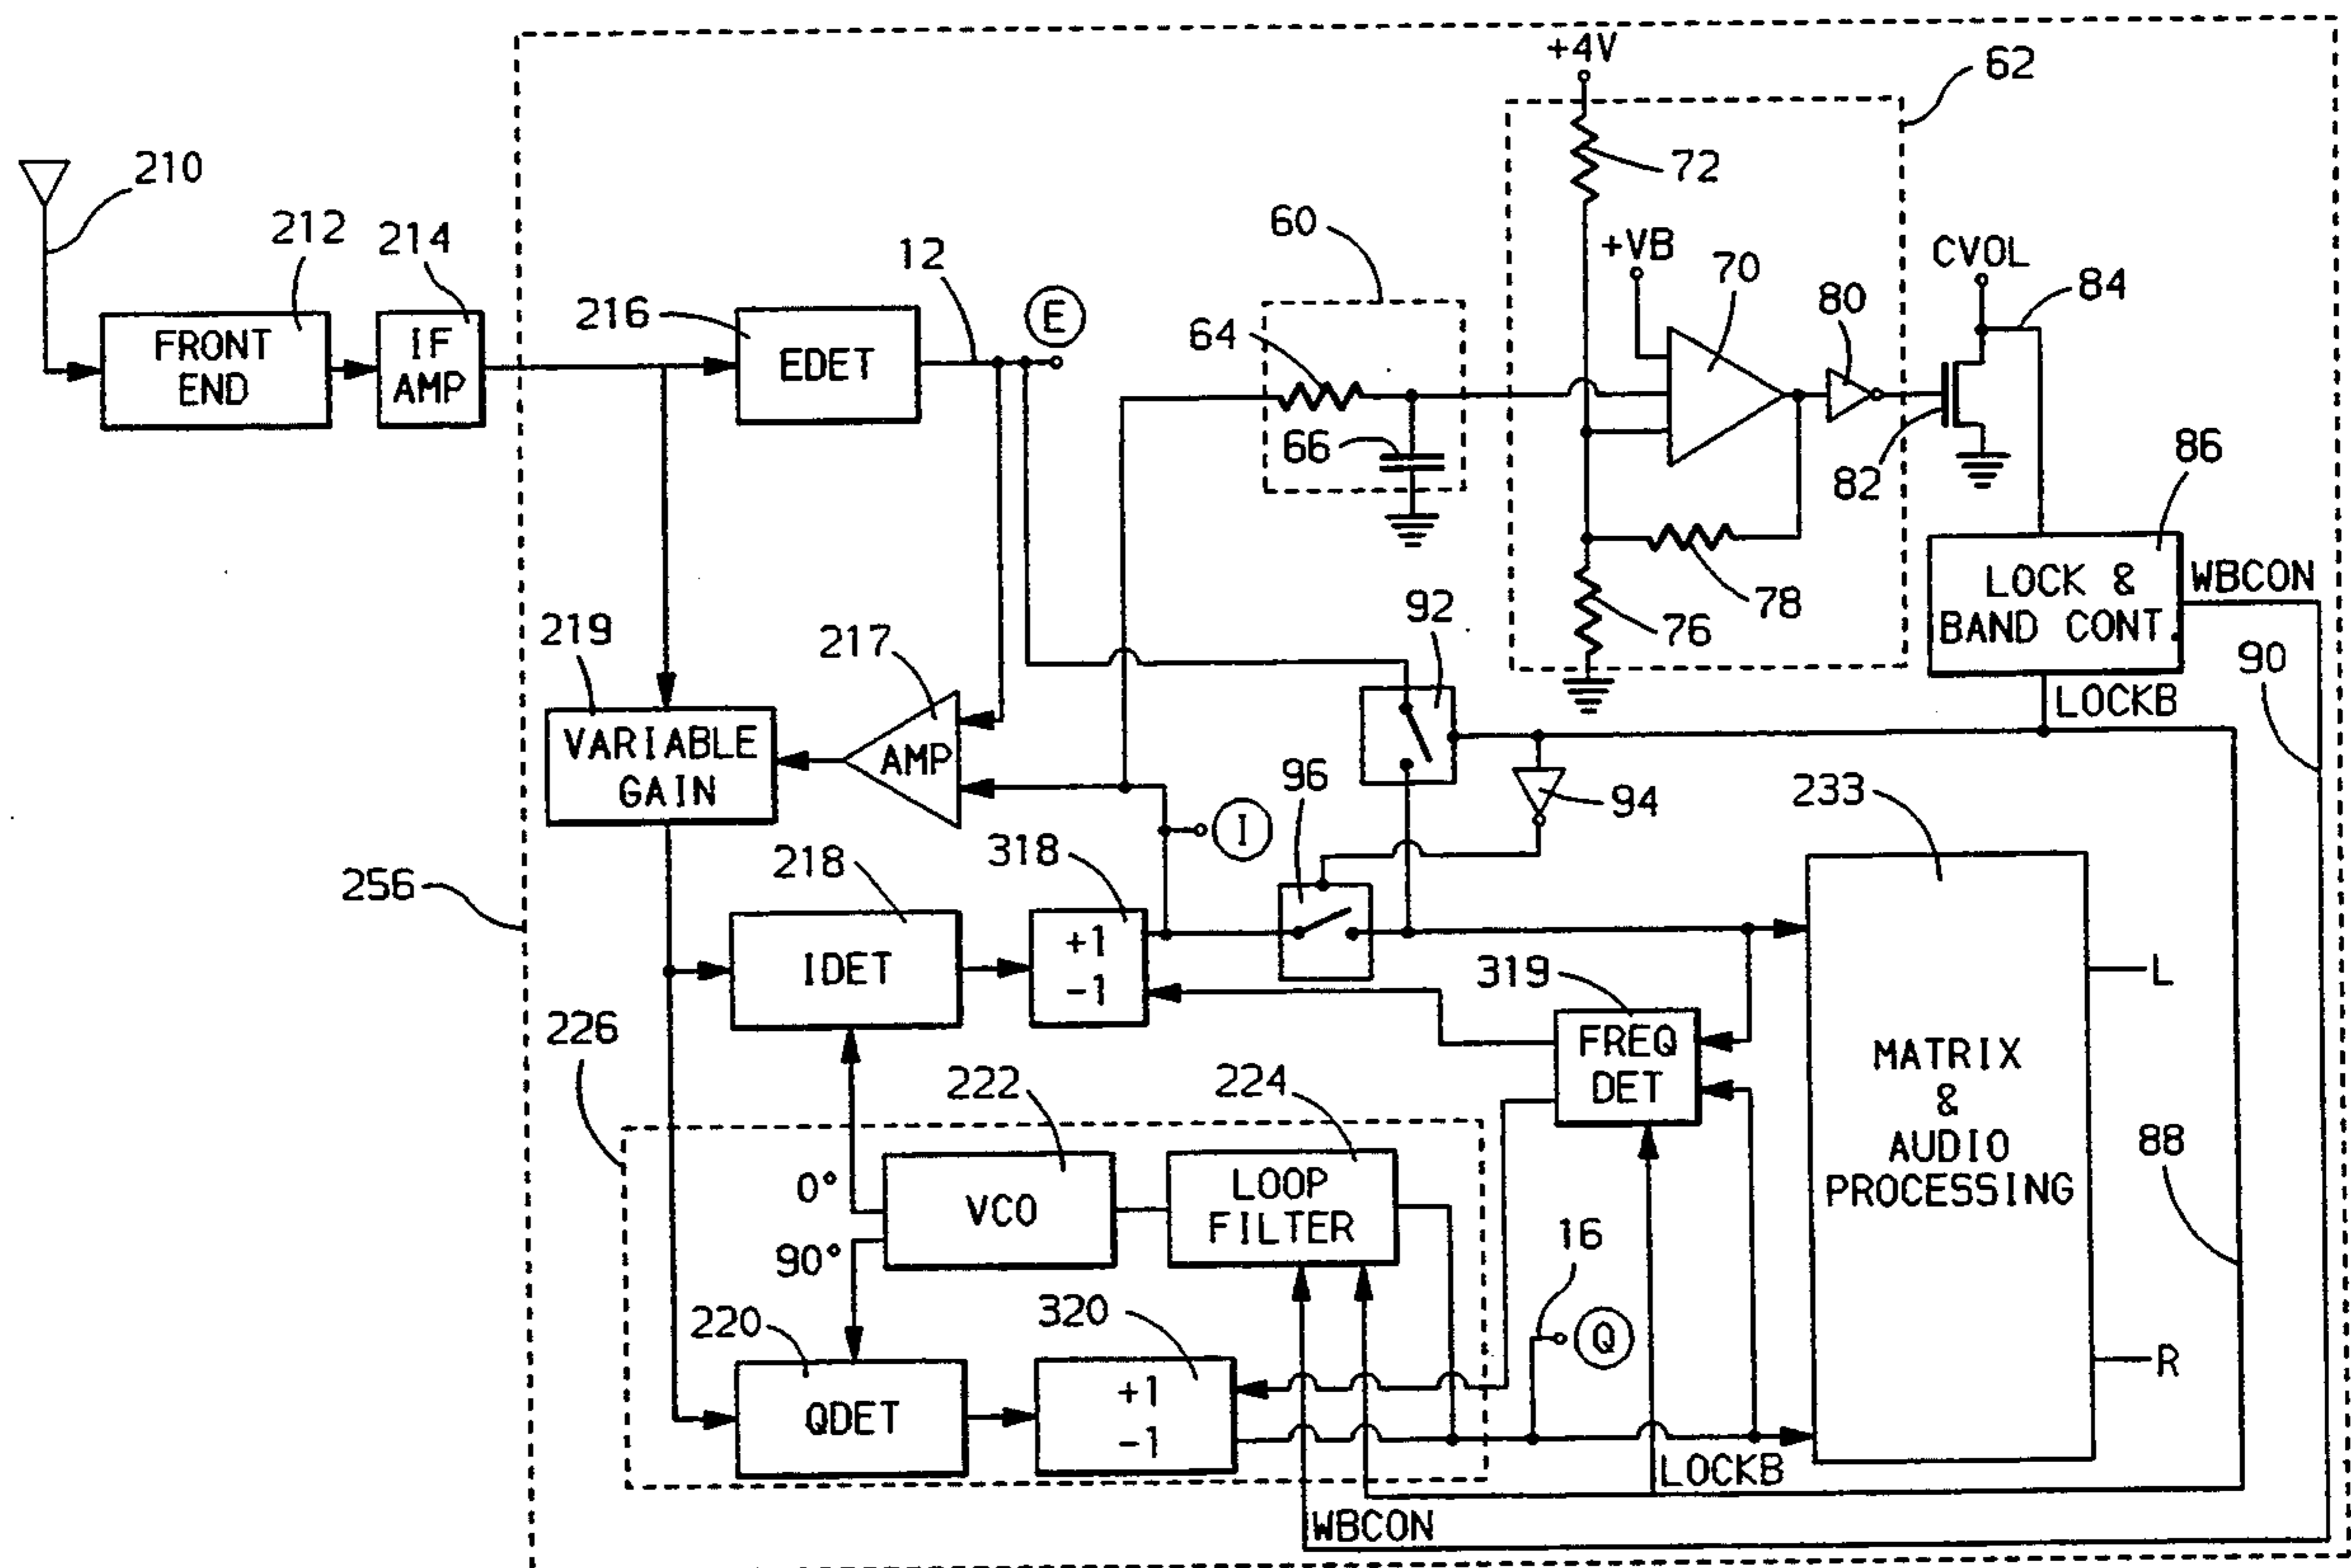 +4V
62
210
72
212
214
60
+VB
70
CVOL
12
E
80
84
216
64
FRONT
END
IF
AMP
EDET
66
82
86
LOCK &
BAND CONT.
WBCON
78
92
76
219
217
90
LOCKB
VARIABLE
GAIN
AMP
96
94
233
I
218
318
256
+1
-1
IDET
319
L
226
FREQ
DET
MATRIX
&
AUDIO
PROCESSING
222
224
88
0°
VCO
LOOP
FILTER
90°
16
220
320
Q
R
QDET
+1
-1
LOCKB
WBCON